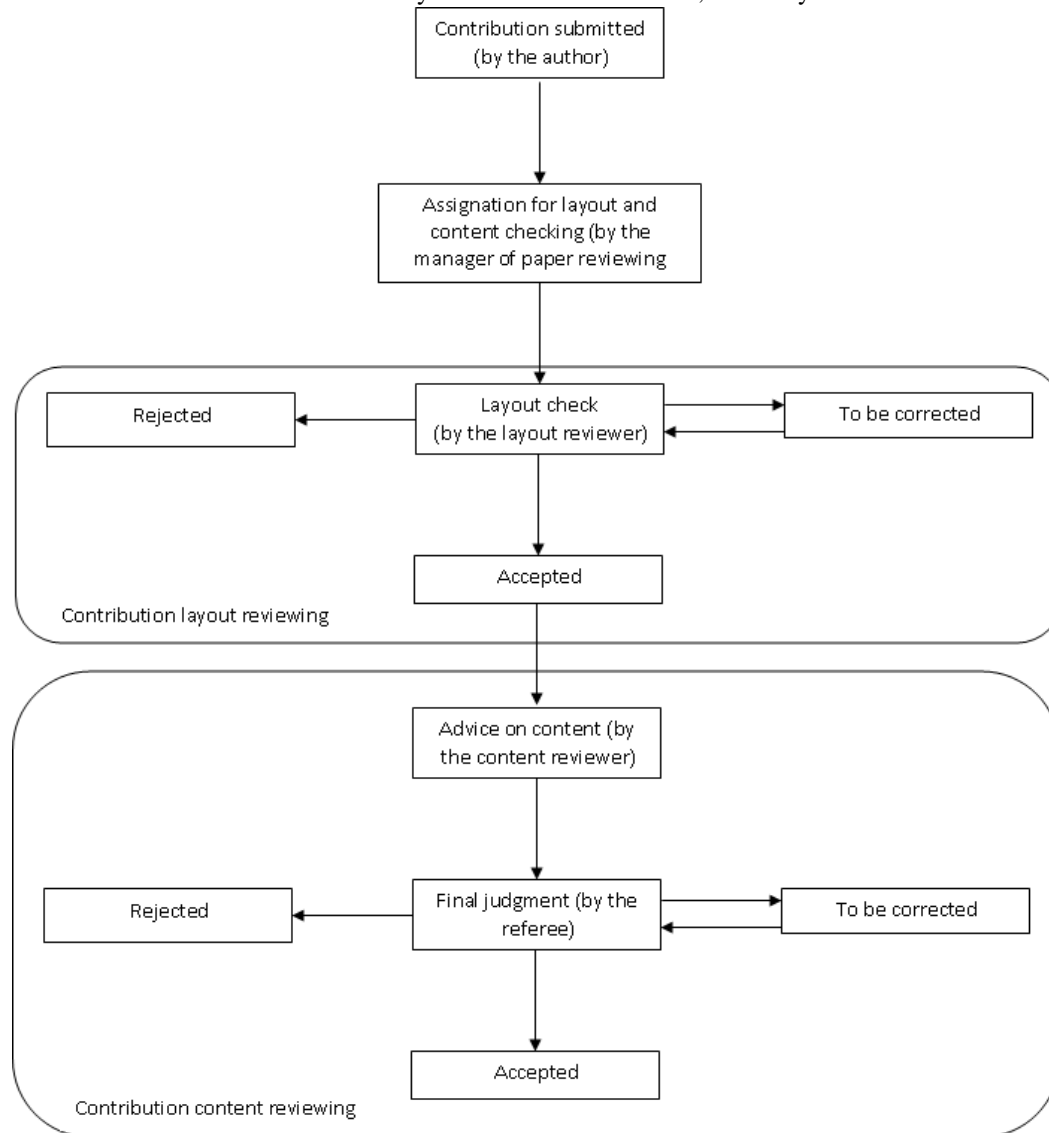 Contribution submitted
(by the author)
Assignation for layout and
content checking (by the
manager of paper reviewing
Rejected
Layout check
(by the layout reviewer)
To be corrected
Accepted
Contribution layout reviewing
Advice on content (by
the content reviewer)
Rejected
Final judgment (by the
referee)
To be corrected
Accepted
Contribution content reviewing